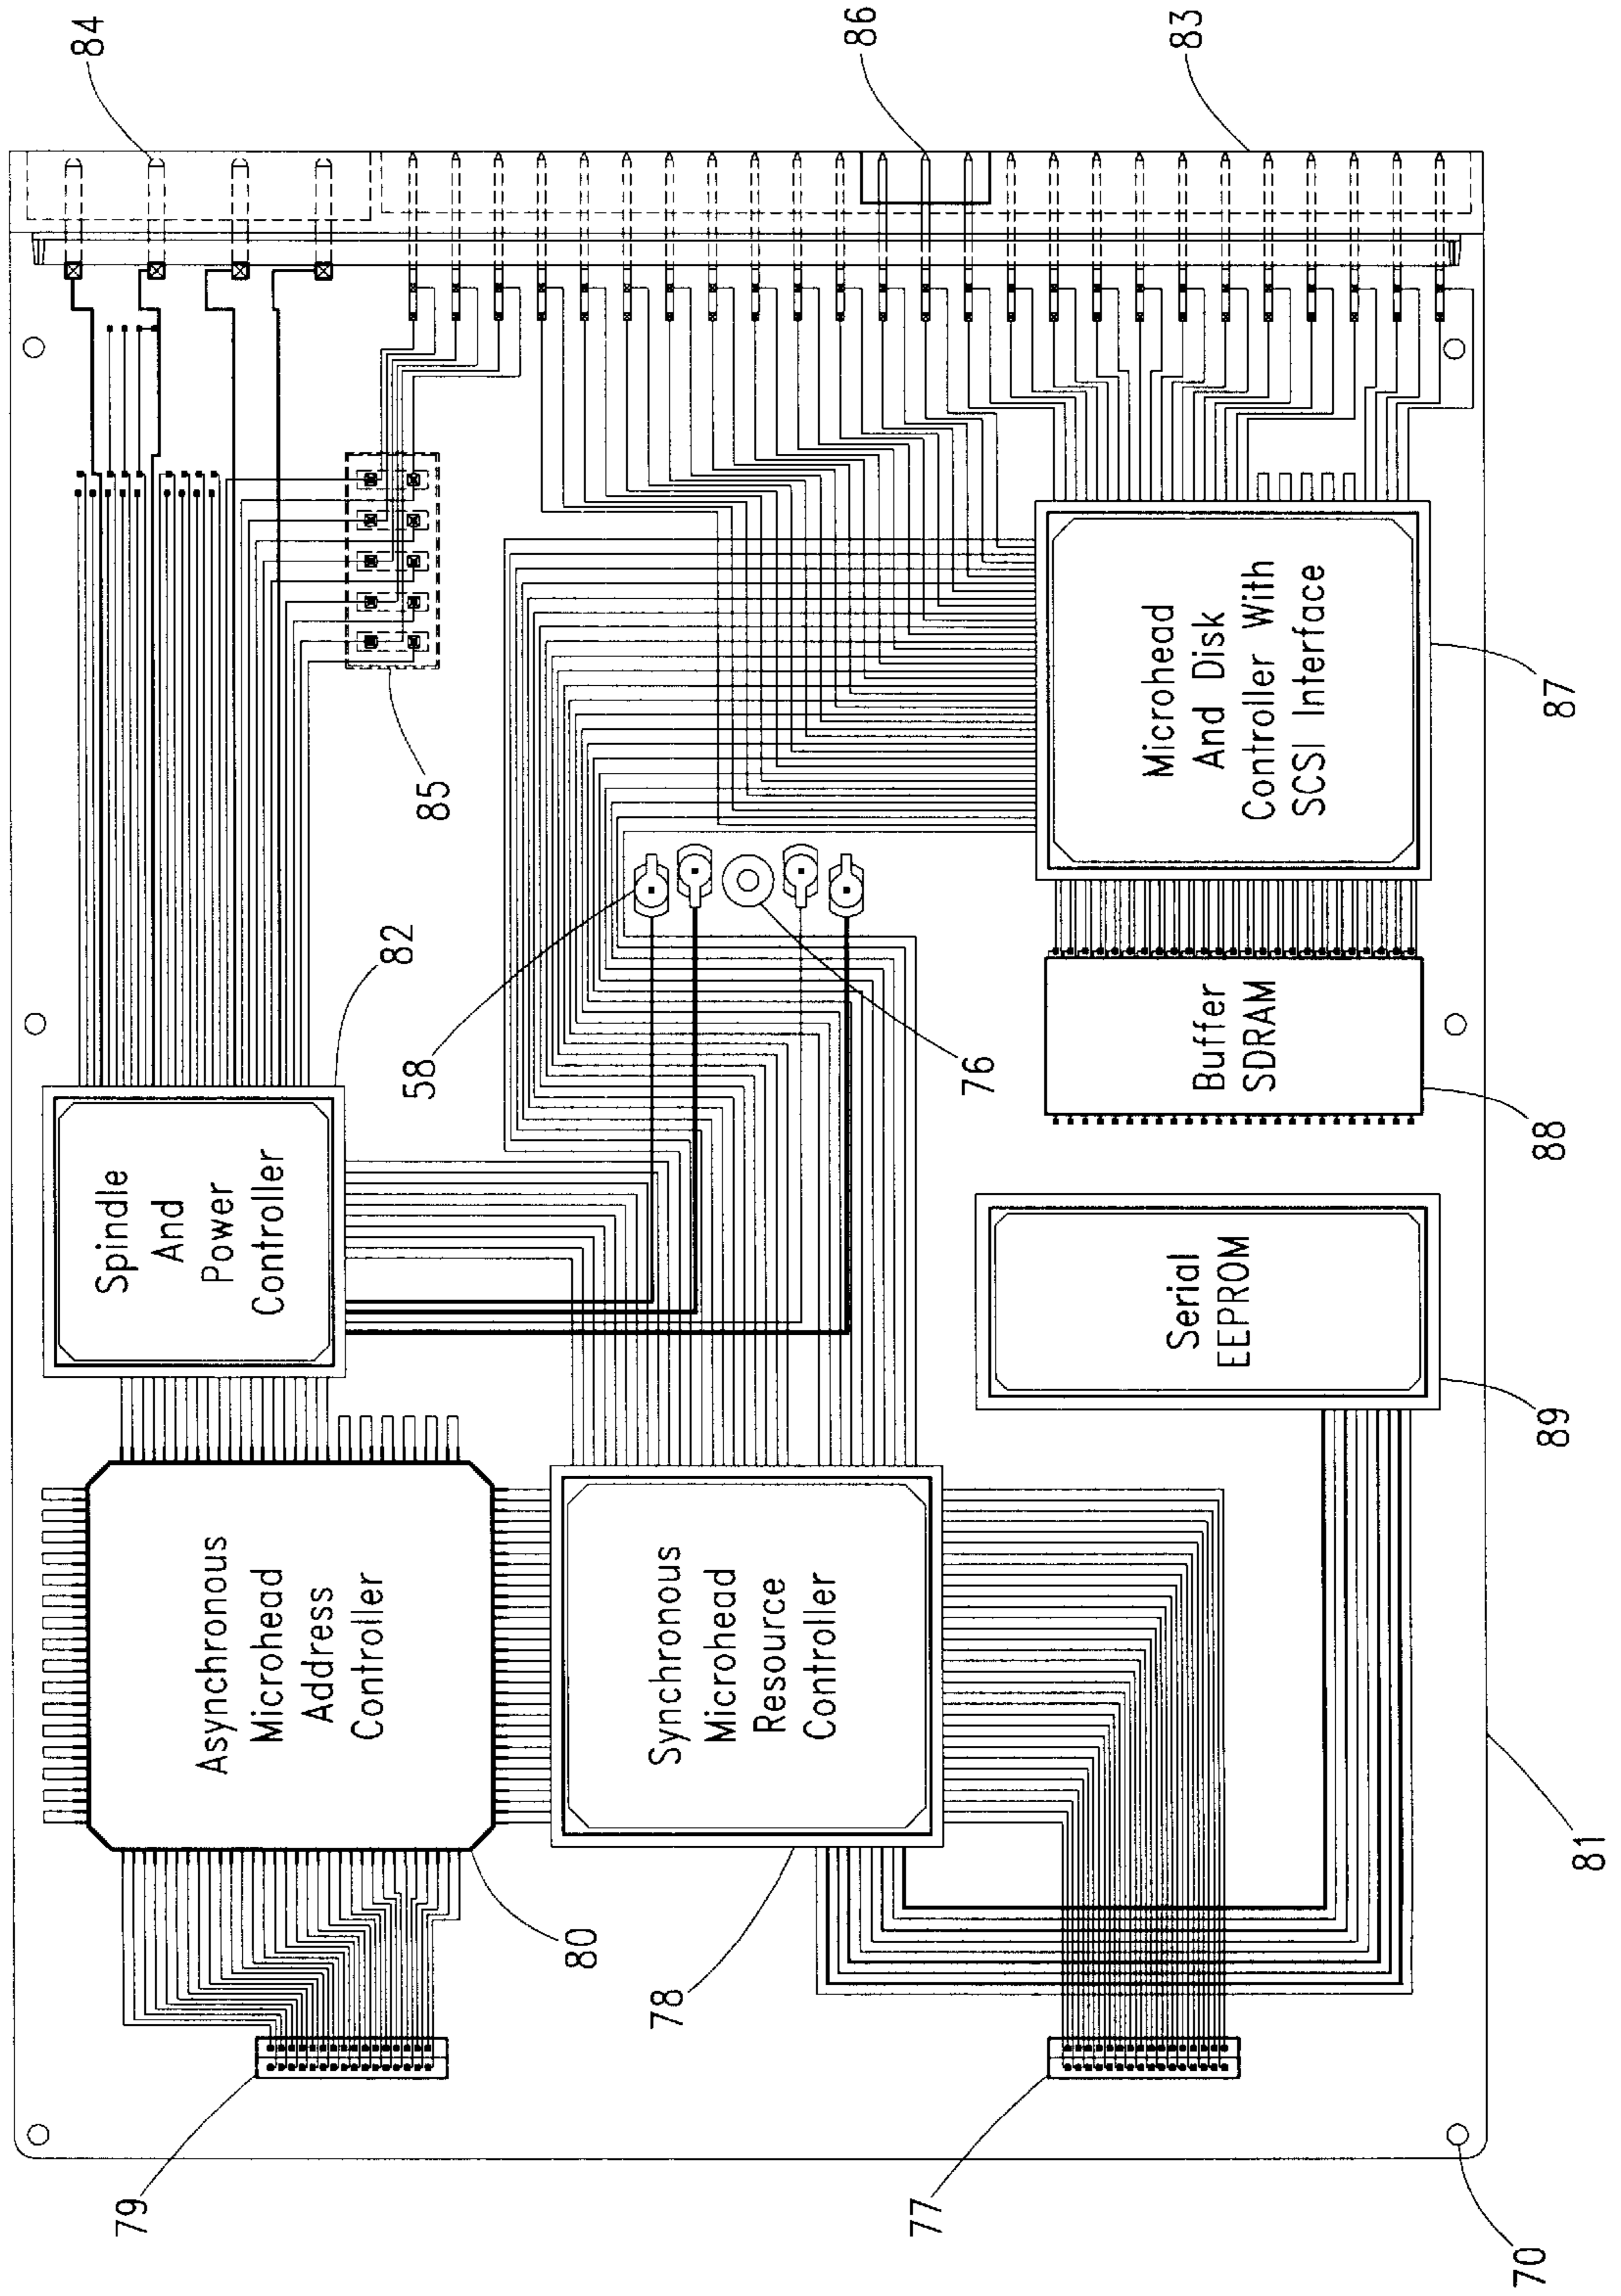 84
86
83
85
82
58
76
87
88
89
80
78
81
79
77
70
Spindle
And
Power
Controller
Microhead
And Disk
Controller With
SCSI Interface
Buffer
SDRAM
Serial
EEPROM
Asynchronous
Microhead
Address
Controller
Synchronous
Microhead
Resource
Controller